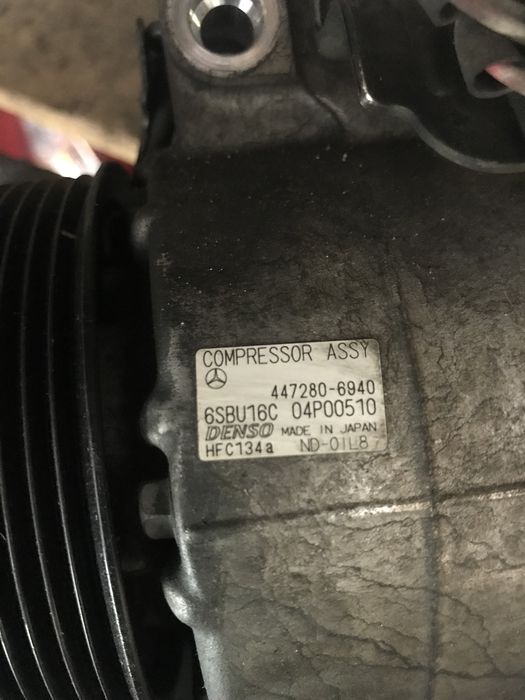 COMPRESSOR ASSY
447280-6940
6SBU16C 04P00510
DENSO MADE IN JAPAN
HFC134a ND-OIL8